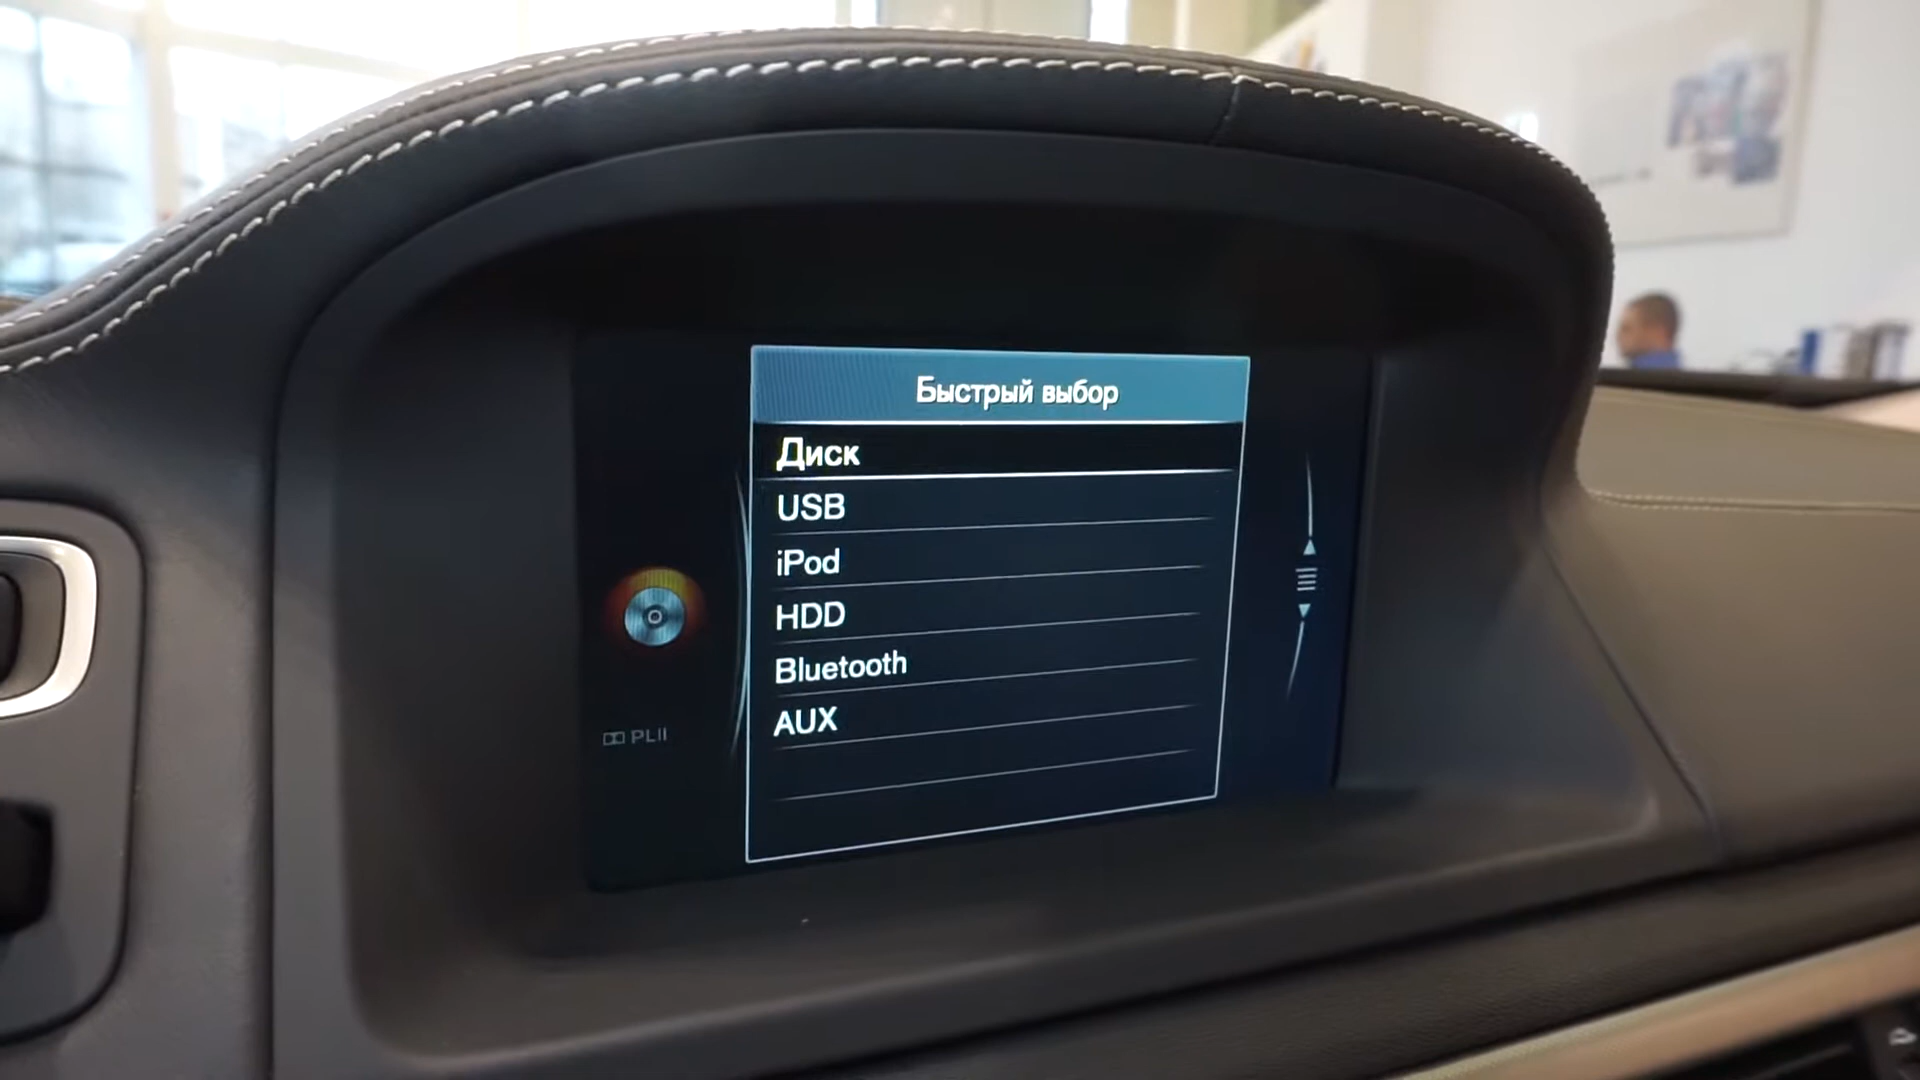 Быстрый выбор
Диск
USB
iPod
HDD
Bluetooth
AUX
PLII